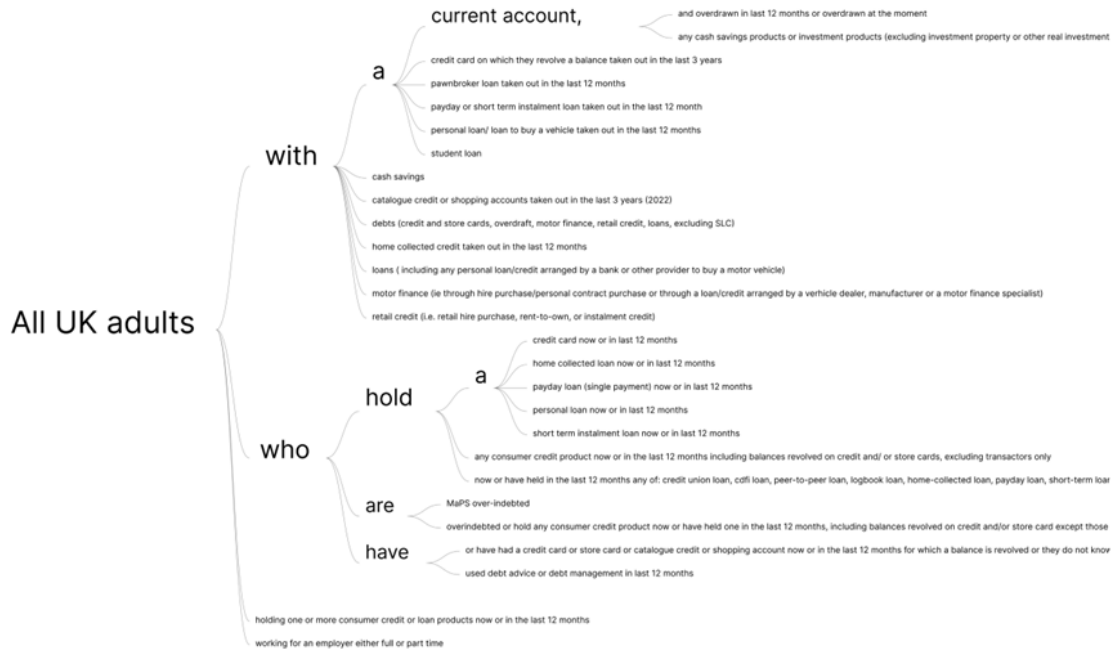 current account,
and overdrawn in last 12 months or overdrawn at the moment
any cash savings products or investment products (excluding investment property or other real investment
a
credit card on which they revolve a balance taken out in the last 3 years
pawnbroker loan taken out in the last 12 months
payday or short term instalment loan taken out in the last 12 month
personal loan/ loan to buy a vehicle taken out in the last 12 months
student loan
with
cash savings
catalogue credit or shopping accounts taken out in the last 3 years (2022)
debts (credit and store cards, overdraft, motor finance, retail credit, loans, excluding SLC)
home collected credit taken out in the last 12 months
loans ( including any personal loan/credit arranged by a bank or other provider to buy a motor vehicle)
motor finance (ie through hire purchase/personal contract purchase or through a loan/credit arranged by a verhicle dealer, manufacturer or a motor finance specialist)
retail credit (i.e. retail hire purchase, rent-to-own, or instalment credit)
All UK adults
credit card now or in last 12 months
home collected loan now or in last 12 months
a
payday loan (single payment) now or in last 12 months
hold
personal loan now or in last 12 months
short term instalment loan now or in last 12 months
who
any consumer credit product now or in the last 12 months including balances revolved on credit and/ or store cards, excluding transactors only
now or have held in the last 12 months any of: credit union loan, cdfi loan, peer-to-peer loan, logbook loan, home-collected loan, payday loan, short-term loan
are
MaPS over-indebted
overindebted or hold any consumer credit product now or have held one in the last 12 months, including balances revolved on credit and/or store card except those
have
or have had a credit card or store card or catalogue credit or shopping account now or in the last 12 months for which a balance is revolved or they do not know
used debt advice or debt management in last 12 months
holding one or more consumer credit or loan products now or in the last 12 months
working for an employer either full or part time